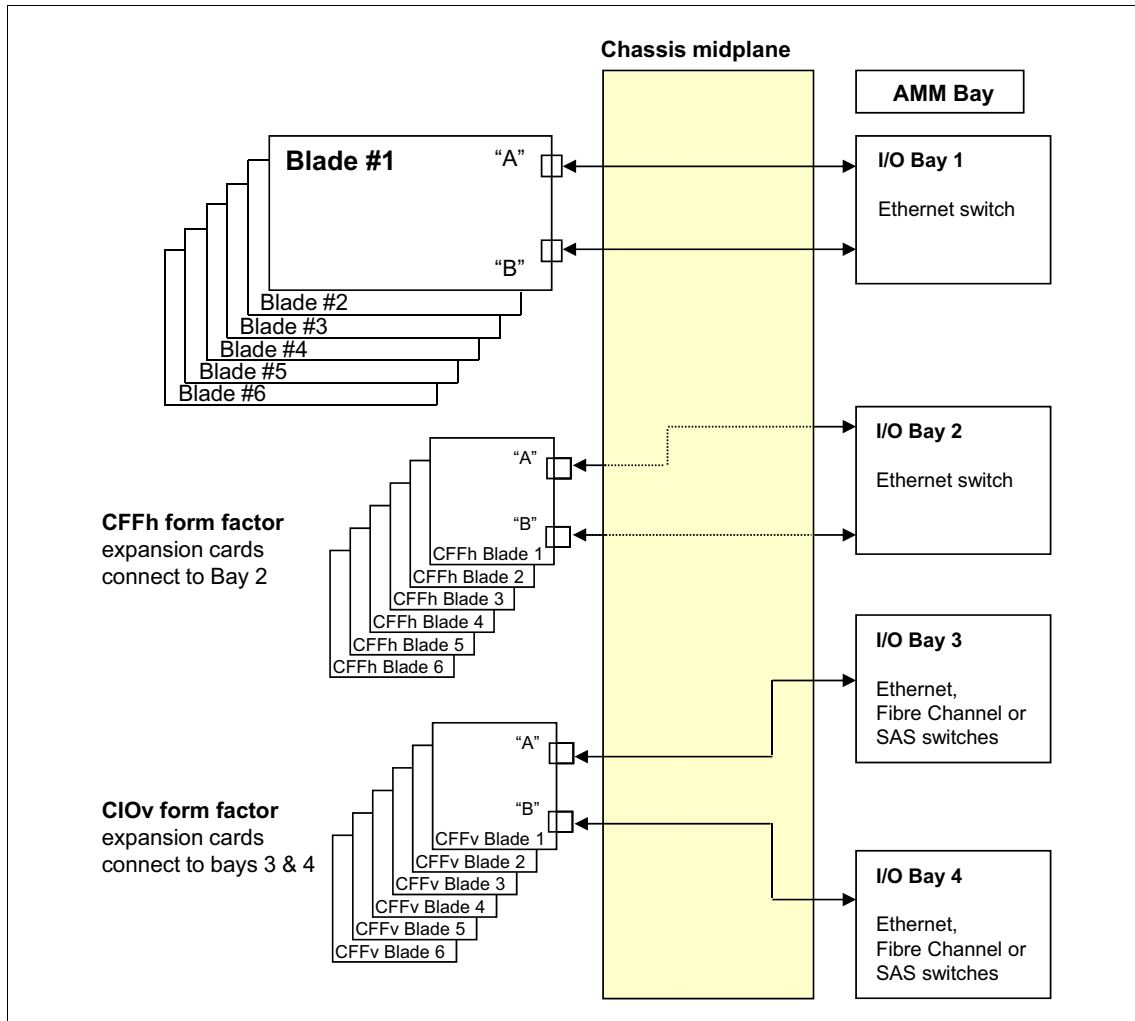 Chassis midplane
AMM Bay
Blade #1
"A"
"B"
Blade #2
Blade #3
Blade #4
Blade #5
Blade #6
I/O Bay 1
Ethernet switch
CFFh form factor
expansion cards
connect to Bay 2
"A"
"B"
CFFh Blade 1
CFFh Blade 2
CFFh Blade 3
CFFh Blade 4
CFFh Blade 5
CFFh Blade 6
I/O Bay 2
Ethernet switch
I/O Bay 3
Ethernet,
Fibre Channel or
SAS switches
CIOv form factor
expansion cards
connect to bays 3 & 4
"A"
"B"
CFFv Blade 1
CFFv Blade 2
CFFv Blade 3
CFFv Blade 4
CFFv Blade 5
CFFv Blade 6
I/O Bay 4
Ethernet,
Fibre Channel or
SAS switches